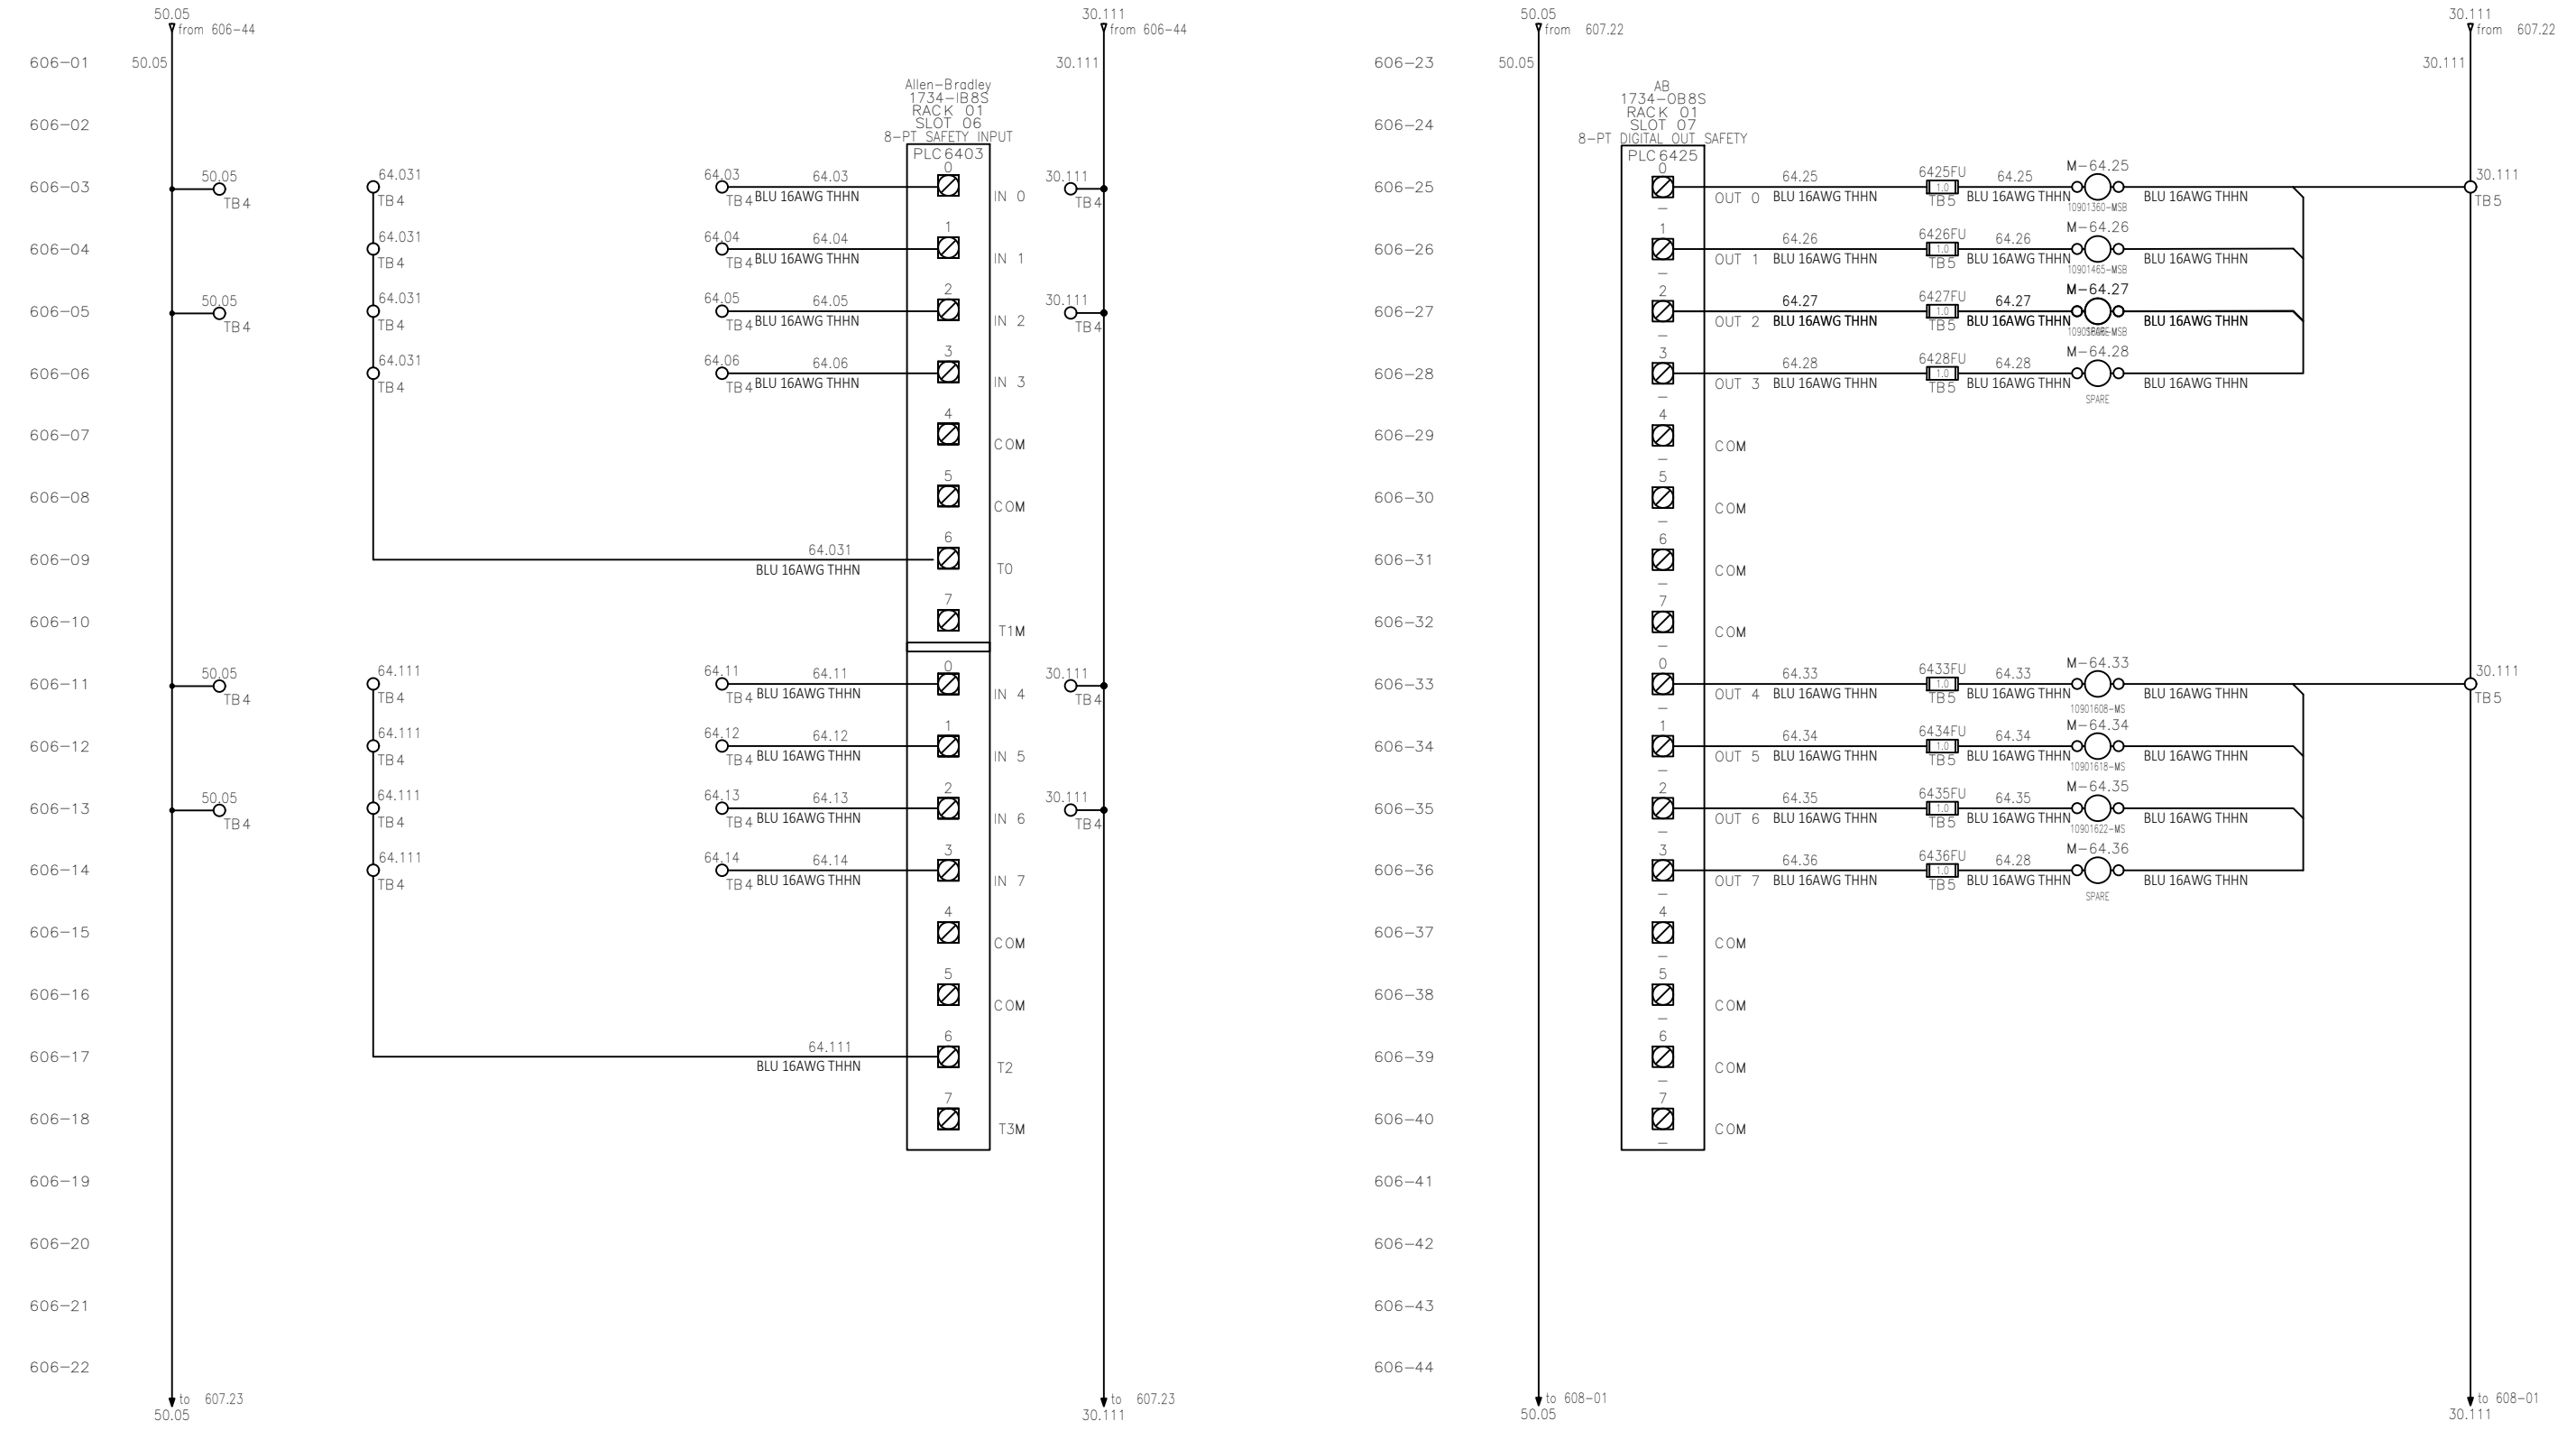 50.05
from 606-44
30.111
from 606-44
606-01
50.05
30.111
Allen-Bradley
1734-IB8S
RACK 01
SLOT 06
8-PT SAFETY INPUT
PLC6403
606-02
606-03
50.05
TB4
64.031
TB4
64.03
TB4
64.03
BLU 16AWG THHN
0
IN 0
30.111
TB4
606-04
64.031
TB4
64.04
TB4
64.04
BLU 16AWG THHN
1
IN 1
606-05
50.05
TB4
64.031
TB4
64.05
TB4
64.05
BLU 16AWG THHN
2
IN 2
30.111
TB4
606-06
64.031
TB4
64.06
TB4
64.06
BLU 16AWG THHN
3
IN 3
606-07
4
COM
606-08
5
COM
606-09
64.031
BLU 16AWG THHN
6
T0
606-10
7
T1M
606-11
50.05
TB4
64.111
TB4
64.11
TB4
64.11
BLU 16AWG THHN
0
IN 4
30.111
TB4
606-12
64.111
TB4
64.12
TB4
64.12
BLU 16AWG THHN
1
IN 5
606-13
50.05
TB4
64.111
TB4
64.13
TB4
64.13
BLU 16AWG THHN
2
IN 6
30.111
TB4
606-14
64.111
TB4
64.14
TB4
64.14
BLU 16AWG THHN
3
IN 7
606-15
4
COM
606-16
5
COM
606-17
64.111
BLU 16AWG THHN
6
T2
606-18
7
T3M
606-19
606-20
606-21
606-22
to 607.23
50.05
to 607.23
30.111
50.05
from 607.22
30.111
from 607.22
606-23
50.05
30.111
AB
1734-OB8S
RACK 01
SLOT 07
8-PT DIGITAL OUT SAFETY
PLC6425
606-24
606-25
0
-
OUT 0
64.25
BLU 16AWG THHN
6425FU
1.0
TB5
64.25
BLU 16AWG THHN
M-64.25
10901360-MSB
BLU 16AWG THHN
30.111
TB5
606-26
1
-
OUT 1
64.26
BLU 16AWG THHN
6426FU
1.0
TB5
64.26
BLU 16AWG THHN
M-64.26
10901465-MSB
BLU 16AWG THHN
606-27
2
-
OUT 2
64.27
BLU 16AWG THHN
6427FU
1.0
TB5
64.27
BLU 16AWG THHN
M-64.27
BLU 16AWG THHN
606-28
3
-
OUT 3
64.28
BLU 16AWG THHN
6428FU
1.0
TB5
64.28
BLU 16AWG THHN
M-64.28
SPARE
BLU 16AWG THHN
606-29
4
-
COM
606-30
5
-
COM
606-31
6
-
COM
606-32
7
-
COM
606-33
0
-
OUT 4
64.33
BLU 16AWG THHN
6433FU
1.0
TB5
64.33
BLU 16AWG THHN
M-64.33
10901608-MS
BLU 16AWG THHN
30.111
TB5
606-34
1
-
OUT 5
64.34
BLU 16AWG THHN
6434FU
1.0
TB5
64.34
BLU 16AWG THHN
M-64.34
10901618-MS
BLU 16AWG THHN
606-35
2
-
OUT 6
64.35
BLU 16AWG THHN
6435FU
1.0
TB5
64.35
BLU 16AWG THHN
M-64.35
10901622-MS
BLU 16AWG THHN
606-36
3
-
OUT 7
64.36
BLU 16AWG THHN
6436FU
1.0
TB5
64.28
BLU 16AWG THHN
M-64.36
SPARE
BLU 16AWG THHN
606-37
4
-
COM
606-38
5
-
COM
606-39
6
-
COM
606-40
7
-
COM
606-41
606-42
606-43
606-44
to 608-01
50.05
to 608-01
30.111